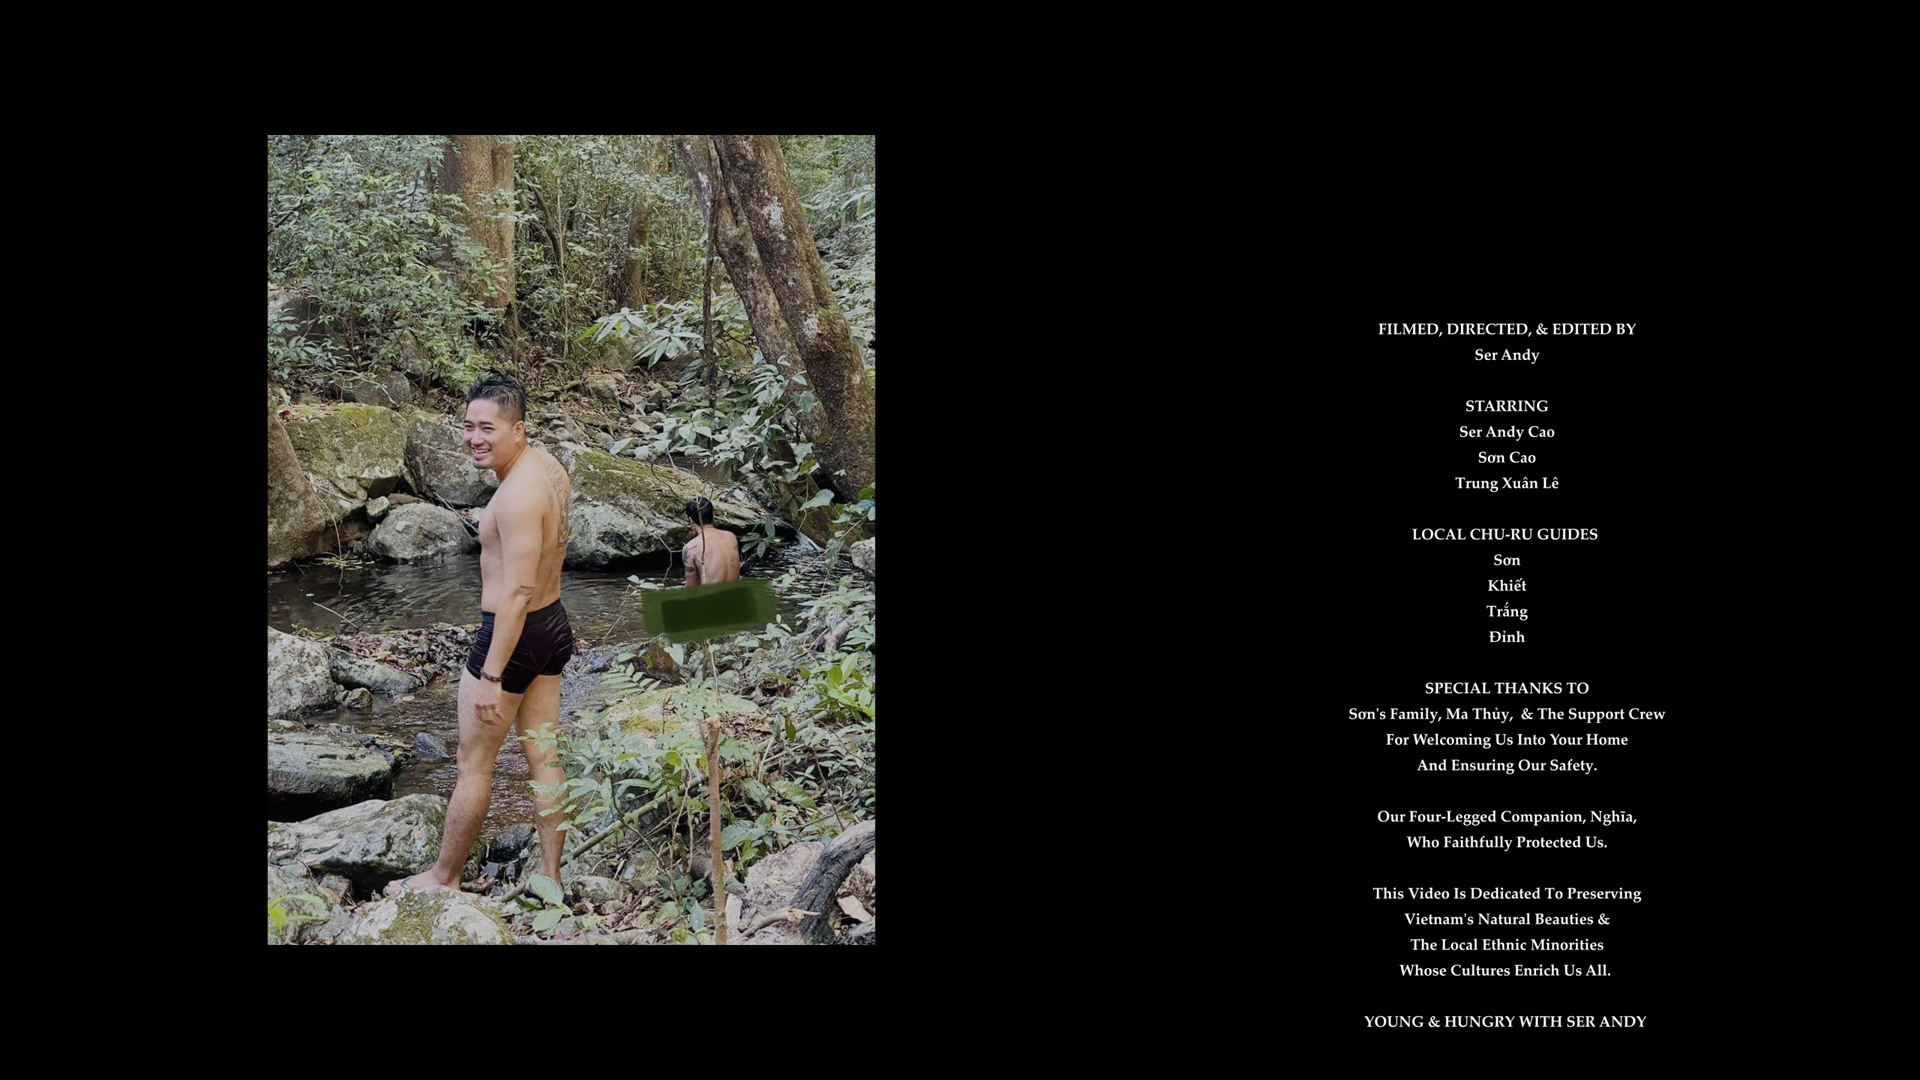 FILMED, DIRECTED, & EDITED BY
Ser Andy
STARRING
Ser Andy Cao
Sơn Cao
Trung Xuân Lê
LOCAL CHU-RU GUIDES
Sơn
Khiết
Trắng
Đinh
SPECIAL THANKS TO
Sơn's Family, Ma Thủy, & The Support Crew
For Welcoming Us Into Your Home
And Ensuring Our Safety.
Our Four-Legged Companion, Nghĩa,
Who Faithfully Protected Us.
This Video Is Dedicated To Preserving
Vietnam's Natural Beauties &
The Local Ethnic Minorities
Whose Cultures Enrich Us All.
YOUNG & HUNGRY WITH SER ANDY